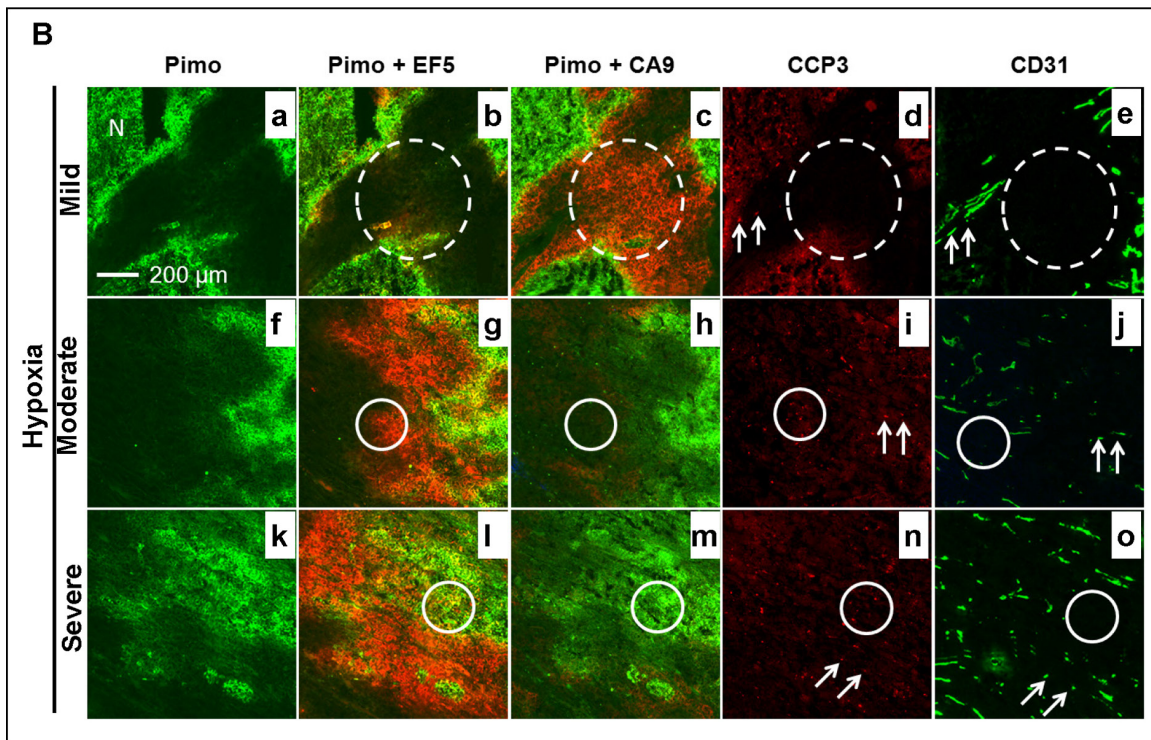 B
Pimo
Pimo + EF5
Pimo + CA9
CCP3
CD31
Hypoxia
Mild
N
a
b
c
d
e
200 µm
Moderate
f
g
h
i
j
Severe
k
l
m
n
o